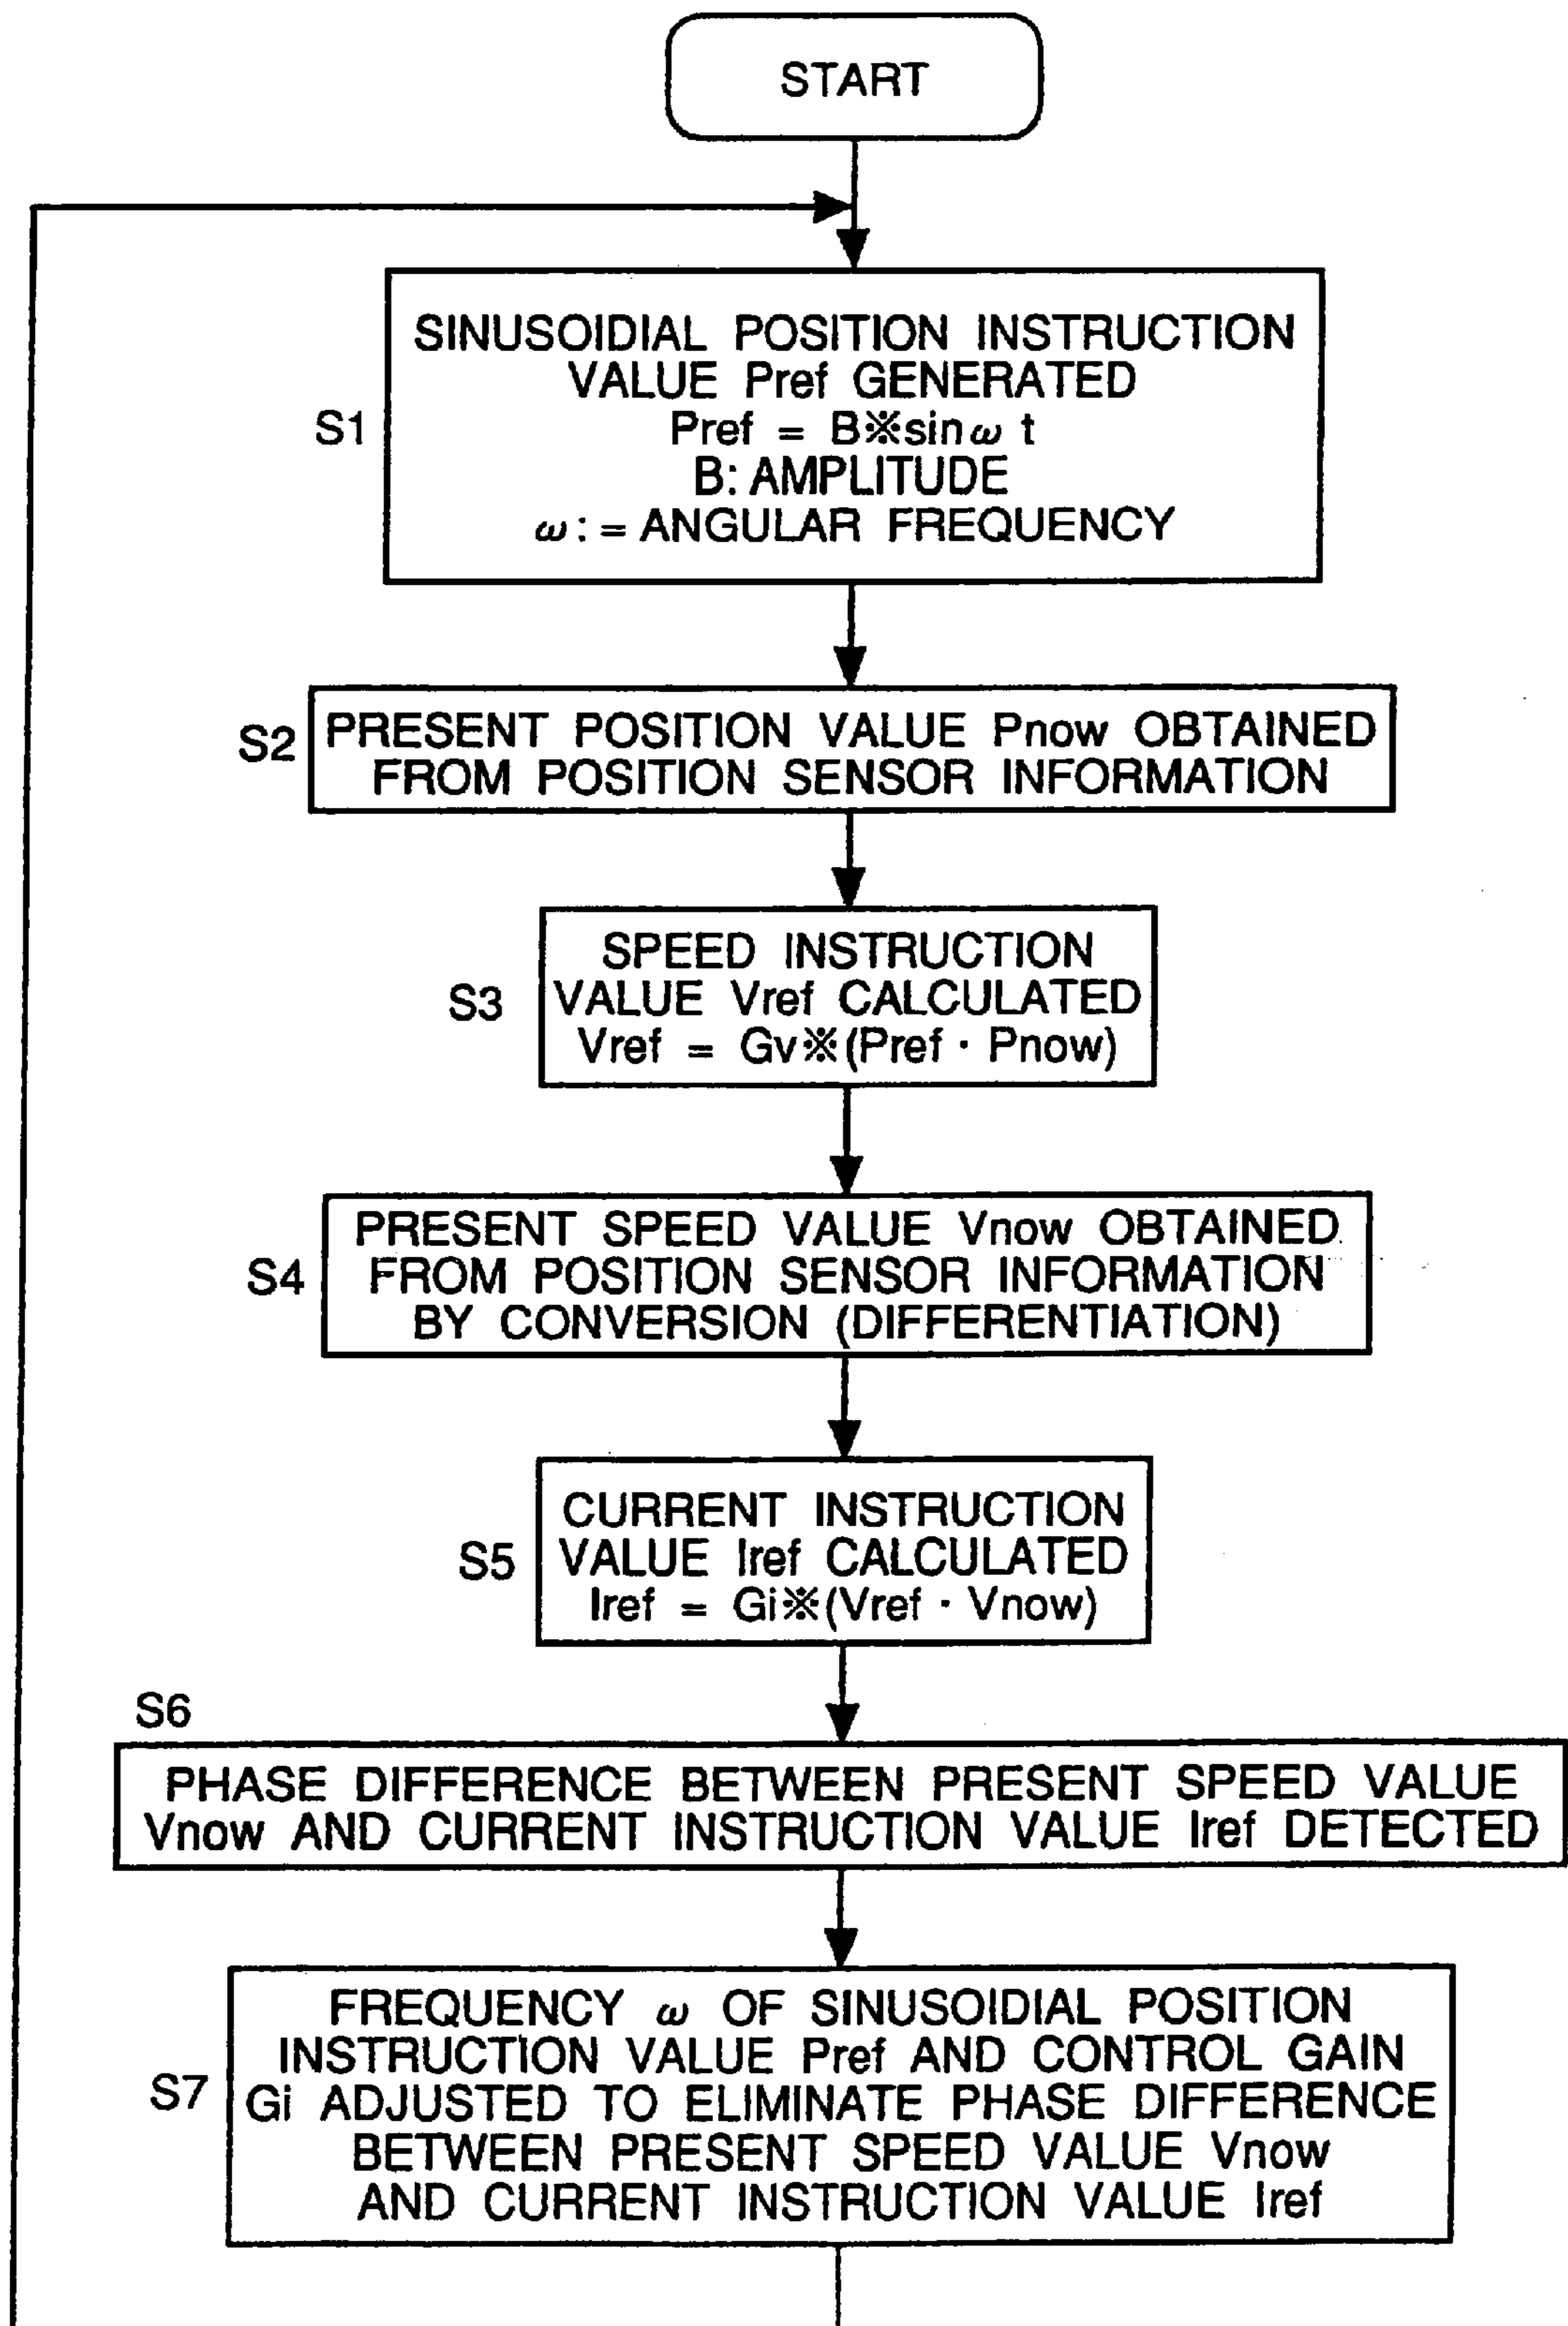 START
SINUSOIDIAL POSITION INSTRUCTION
VALUE Pref GENERATED
Pref = B※sinω t
B: AMPLITUDE
ω: = ANGULAR FREQUENCY
S1
S2
PRESENT POSITION VALUE Pnow OBTAINED
FROM POSITION SENSOR INFORMATION
SPEED INSTRUCTION
VALUE Vref CALCULATED
Vref = Gv※(Pref · Pnow)
S3
PRESENT SPEED VALUE Vnow OBTAINED
FROM POSITION SENSOR INFORMATION
BY CONVERSION (DIFFERENTIATION)
S4
CURRENT INSTRUCTION
VALUE Iref CALCULATED
Iref = Gi※(Vref · Vnow)
S5
S6
PHASE DIFFERENCE BETWEEN PRESENT SPEED VALUE
Vnow AND CURRENT INSTRUCTION VALUE Iref DETECTED
FREQUENCY ω OF SINUSOIDIAL POSITION
INSTRUCTION VALUE Pref AND CONTROL GAIN
Gi ADJUSTED TO ELIMINATE PHASE DIFFERENCE
BETWEEN PRESENT SPEED VALUE Vnow
AND CURRENT INSTRUCTION VALUE Iref
S7